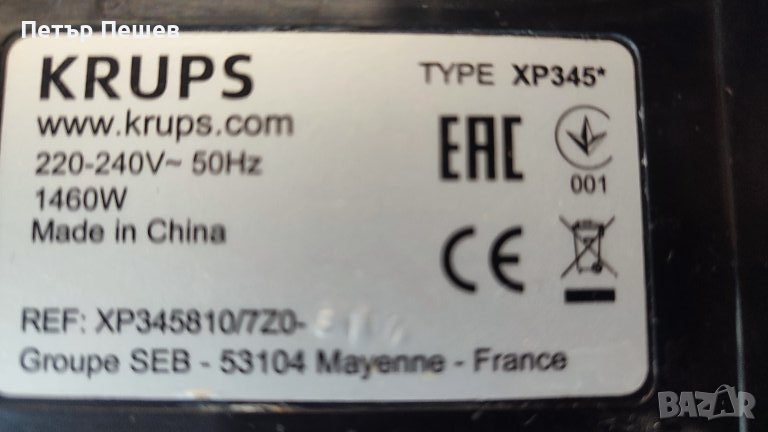 Петър Пешев
KRUPS
TYPE XP345*
www.krups.com
220-240V~ 50Hz
1460W
Made in China
EAC
001
CE
REF: XP345810/7Z0-
Groupe SEB - 53104 Mayenne - France
BAZAR